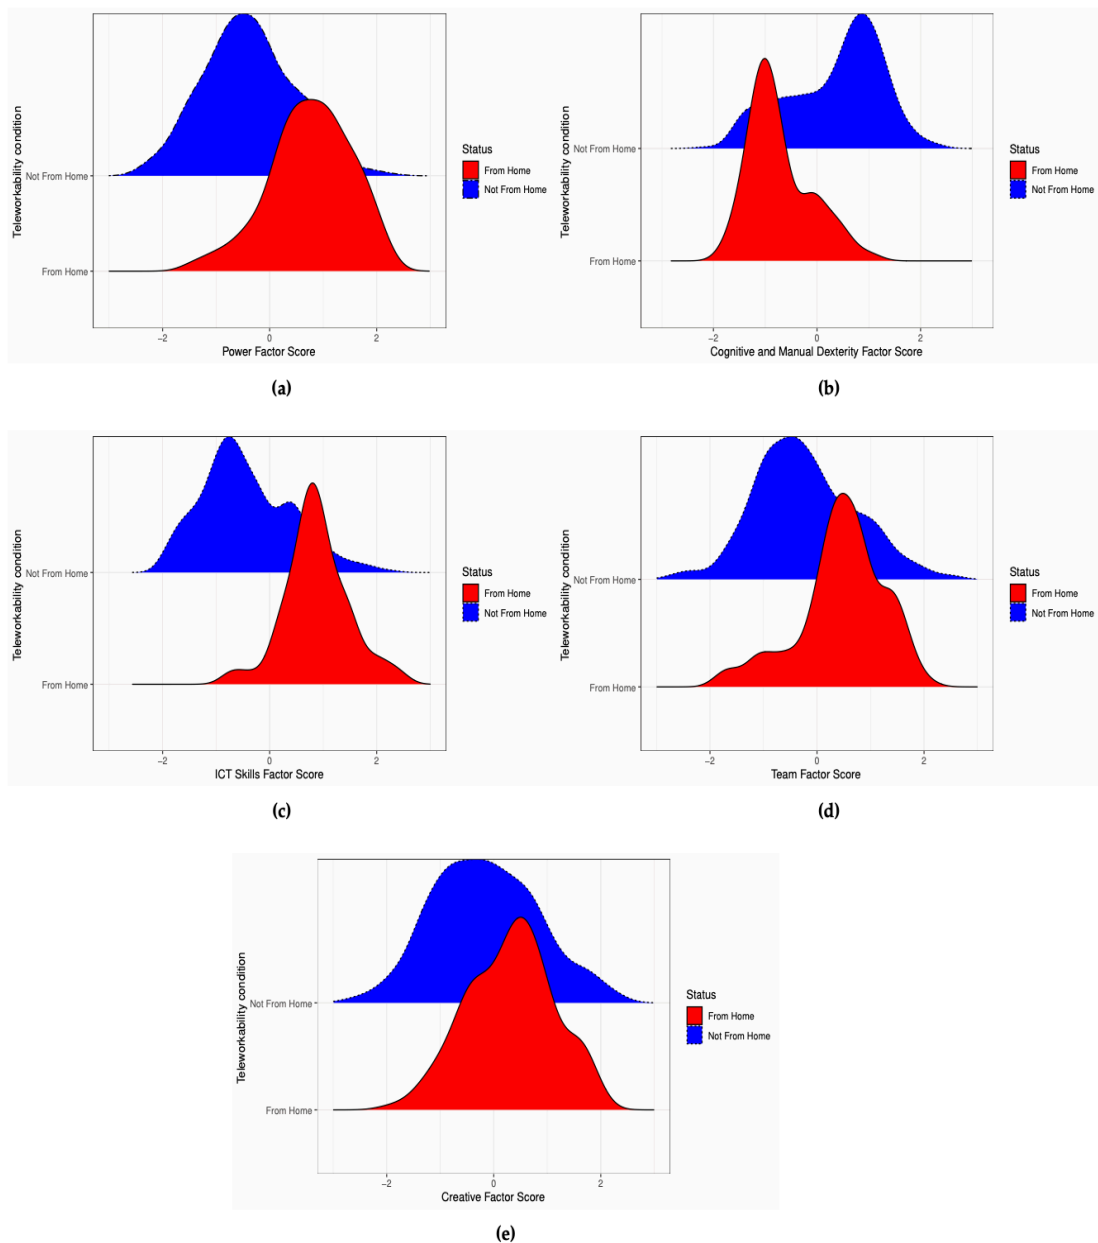 Teleworkability condition
Not From Home
From Home
-2
0
2
Power Factor Score
Status
From Home
Not From Home
(a)
Teleworkability condition
Not From Home
From Home
-2
0
2
Cognitive and Manual Dexterity Factor Score
Status
From Home
Not From Home
(b)
Teleworkability condition
Not From Home
From Home
-2
0
2
ICT Skills Factor Score
Status
From Home
Not From Home
(c)
Teleworkability condition
Not From Home
From Home
-2
0
2
Team Factor Score
Status
From Home
Not From Home
(d)
Teleworkability condition
Not From Home
From Home
-2
0
2
Creative Factor Score
Status
From Home
Not From Home
(e)